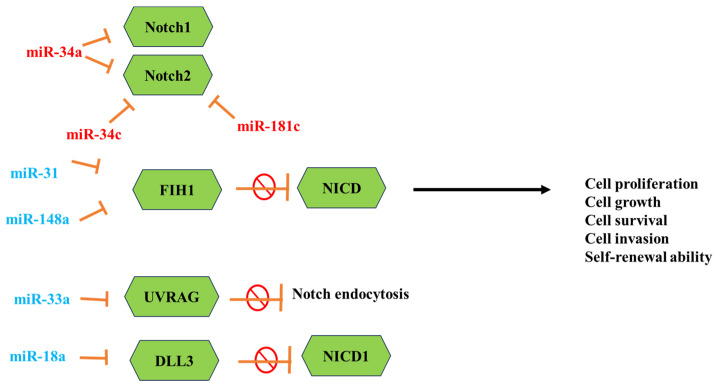 Notch1
miR-34a
Notch2
miR-34c
miR-181c
miR-31
FIH1
NICD
miR-148a
Cell proliferation
Cell growth
Cell survival
Cell invasion
Self-renewal ability
miR-33a
UVRAG
Notch endocytosis
miR-18a
DLL3
NICD1